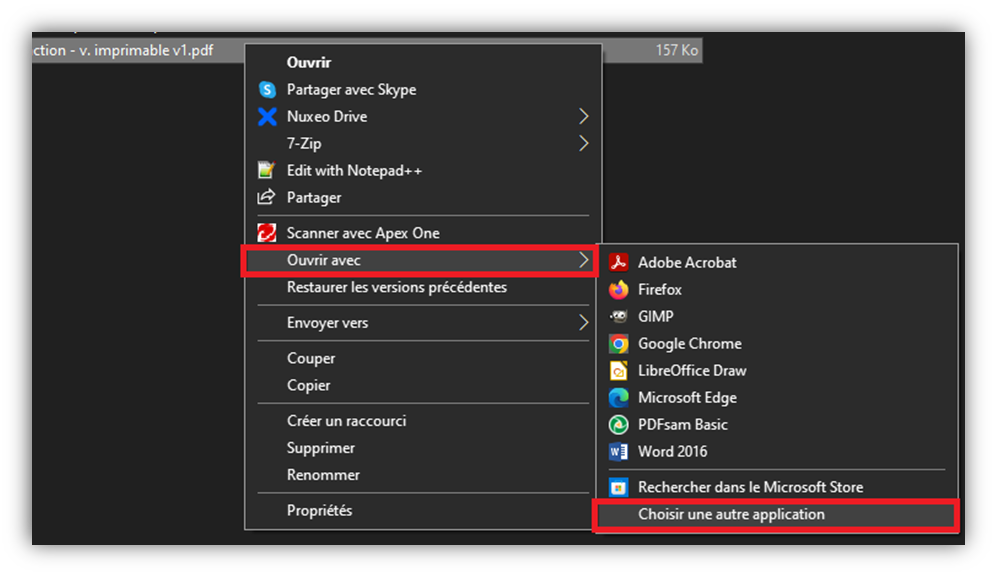 ction - v. imprimable v1.pdf 157 Ko
Ouvrir
Partager avec Skype
Nuxeo Drive
7-Zip
Edit with Notepad++
Partager
Scanner avec Apex One
Ouvrir avec
Restaurer les versions précédentes
Envoyer vers
Couper
Copier
Créer un raccourci
Supprimer
Renommer
Propriétés
Adobe Acrobat
Firefox
GIMP
Google Chrome
LibreOffice Draw
Microsoft Edge
PDFsam Basic
Word 2016
Rechercher dans le Microsoft Store
Choisir une autre application